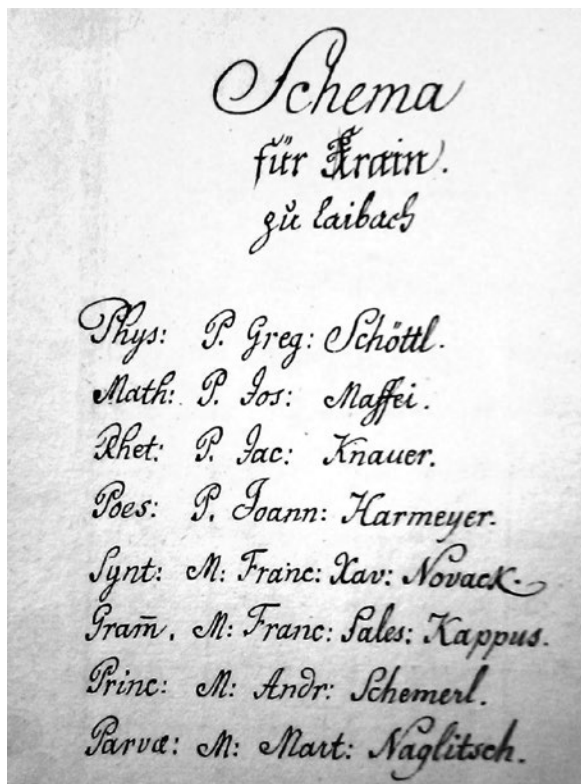 Schema
für Krain.
zu Laibach
Phys: P. Greg: Schöttl.
Math: P. Jos: Maffei.
Rhet: P. Jac: Knauer.
Poes: P. Joann: Harmeyer.
Synt: M: Franc: Xav: Novack.
Gram̄. M: Franc: Sales: Kappus.
Princ: M: Andr: Schemerl.
Parvæ: M: Mart: Naglitsch.